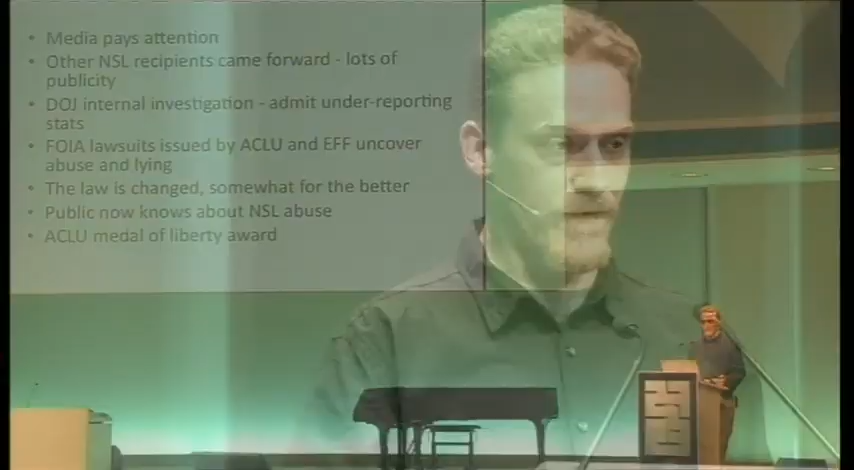 • Media pays attention
• Other NSL recipients came forward - lots of
publicity
• DOJ internal investigation - admit under-reporting
stats
• FOIA lawsuits issued by ACLU and EFF uncover
abuse and lying
• The law is changed, somewhat for the better
• Public now knows about NSL abuse
• ACLU medal of liberty award